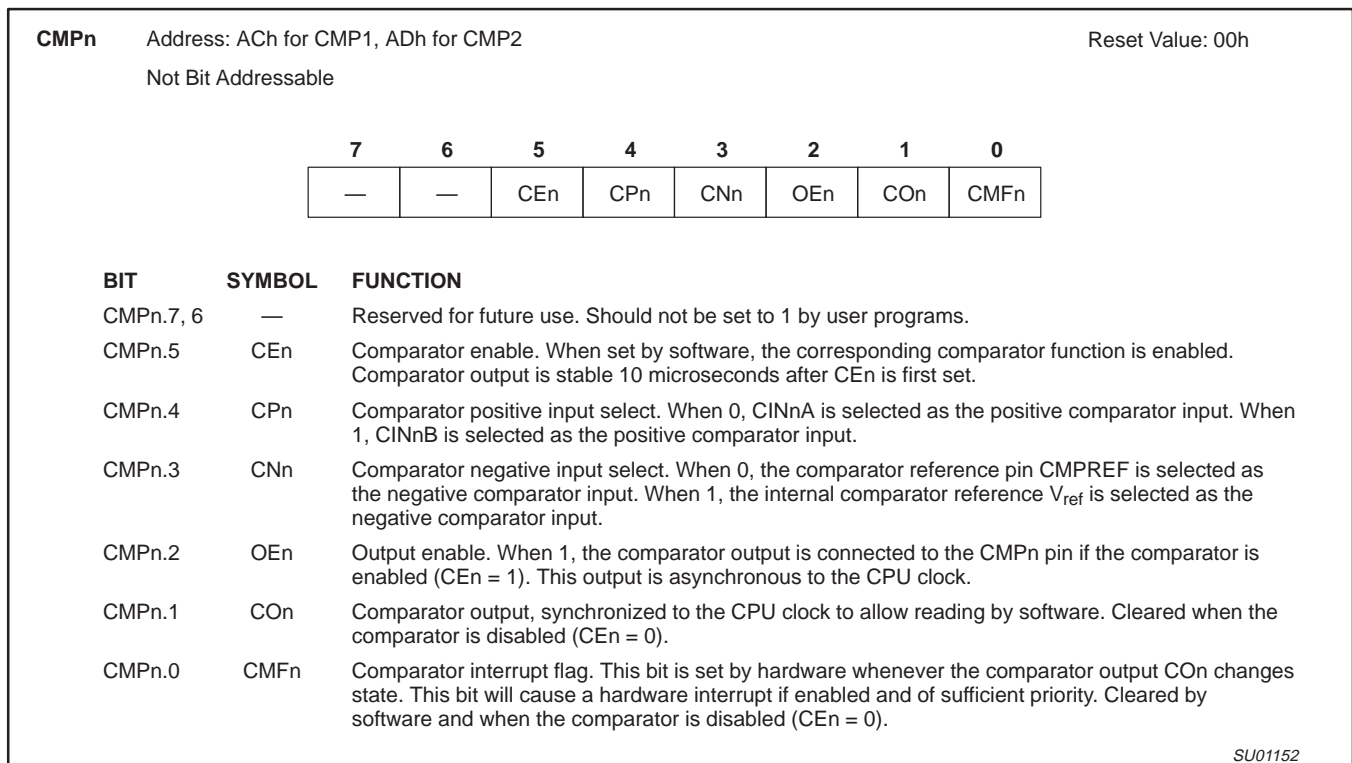 CMPn Address: ACh for CMP1, ADh for CMP2 Reset Value: 00h
Not Bit Addressable
7 6 5 4 3 2 1 0
— — CEn CPn CNn OEn COn CMFn
BIT SYMBOL FUNCTION
CMPn.7, 6 — Reserved for future use. Should not be set to 1 by user programs.
CMPn.5 CEn Comparator enable. When set by software, the corresponding comparator function is enabled.
Comparator output is stable 10 microseconds after CEn is first set.
CMPn.4 CPn Comparator positive input select. When 0, CINnA is selected as the positive comparator input. When
1, CINnB is selected as the positive comparator input.
CMPn.3 CNn Comparator negative input select. When 0, the comparator reference pin CMPREF is selected as
the negative comparator input. When 1, the internal comparator reference Vref is selected as the
negative comparator input.
CMPn.2 OEn Output enable. When 1, the comparator output is connected to the CMPn pin if the comparator is
enabled (CEn = 1). This output is asynchronous to the CPU clock.
CMPn.1 COn Comparator output, synchronized to the CPU clock to allow reading by software. Cleared when the
comparator is disabled (CEn = 0).
CMPn.0 CMFn Comparator interrupt flag. This bit is set by hardware whenever the comparator output COn changes
state. This bit will cause a hardware interrupt if enabled and of sufficient priority. Cleared by
software and when the comparator is disabled (CEn = 0).
SU01152